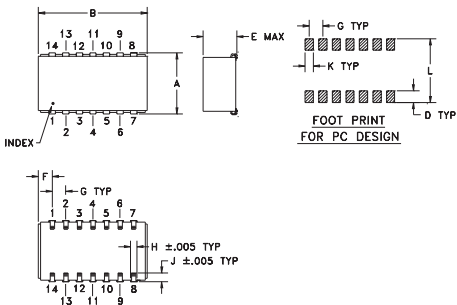 B
13 11 9
14 12 10 8
A
1 3 5 7
2 4 6
INDEX
E MAX
G TYP
K TYP
L
D TYP
FOOT PRINT
FOR PC DESIGN
F
G TYP
1 2 3 4 5 6 7
H ±.005 TYP
J ±.005 TYP
14 12 10 8
13 11 9